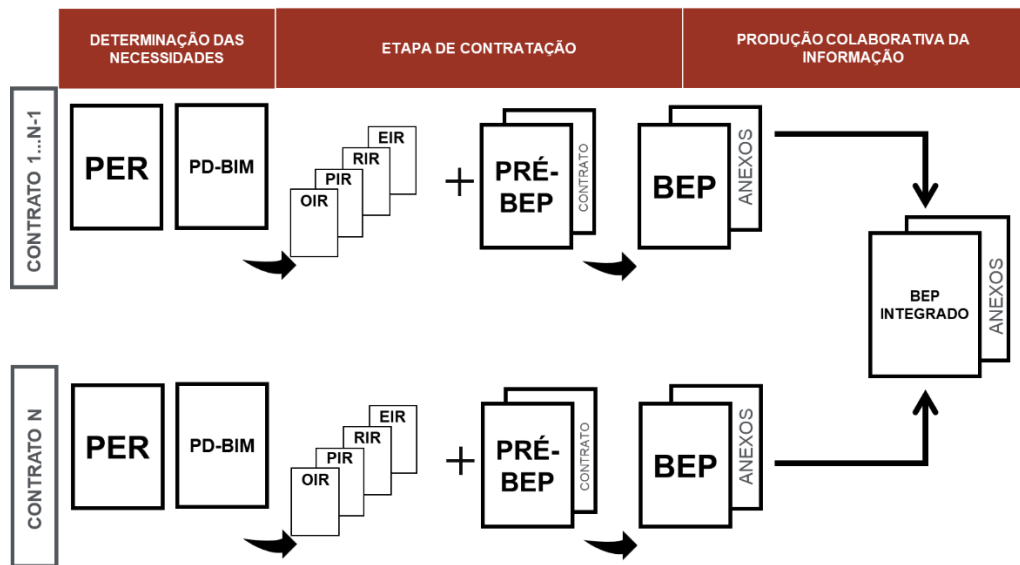 DETERMINAÇÃO DAS
NECESSIDADES
ETAPA DE CONTRATAÇÃO
PRODUÇÃO COLABORATIVA DA
INFORMAÇÃO
CONTRATO 1...N-1
PER
PD-BIM
OIR
PIR
RIR
EIR
+
PRÉ-
BEP
CONTRATO
BEP
ANEXOS
BEP
INTEGRADO
ANEXOS
CONTRATO N
PER
PD-BIM
OIR
PIR
RIR
EIR
+
PRÉ-
BEP
CONTRATO
BEP
ANEXOS